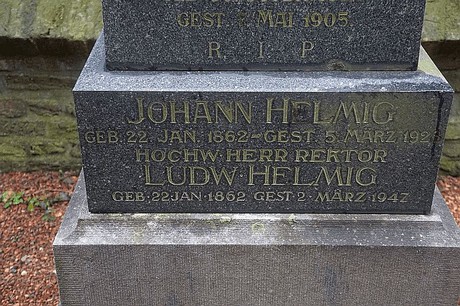 GEST. 7. MAI 1905.
R I P
JOHANN HELMIG
GEB. 22. JAN. 1862 – GEST. 5. MÄRZ
HOCHW. HERR REKTOR
LUDW. HELMIG
GEB. 22. JAN 1862 GEST. 2. MÄRZ 1947